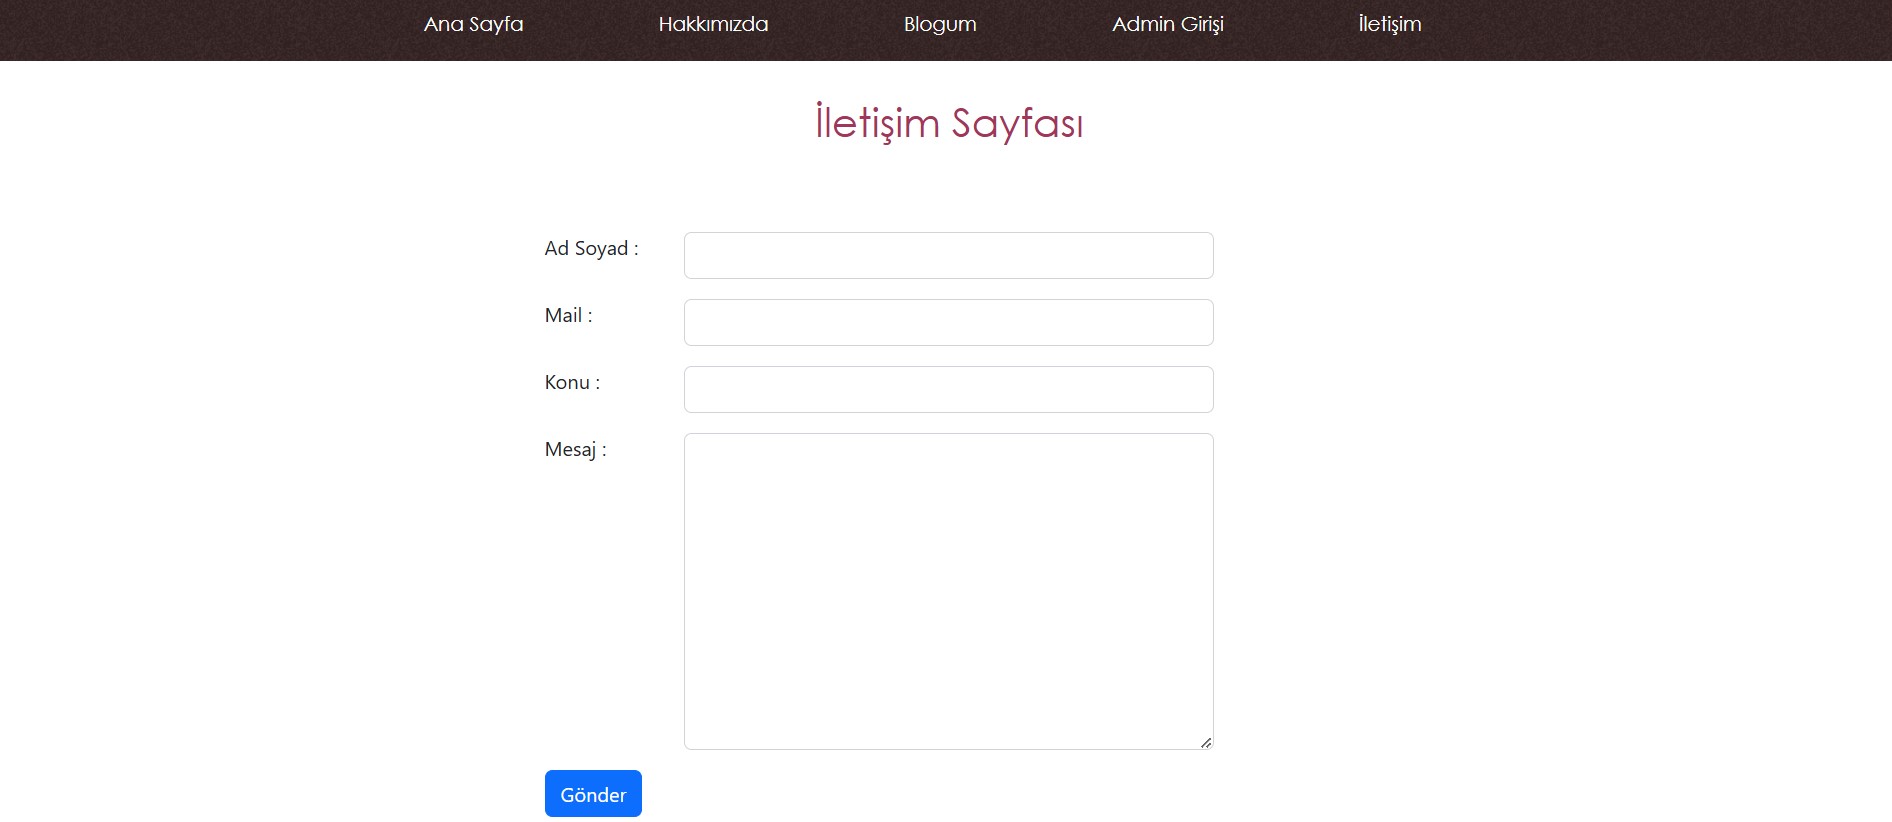 Ana Sayfa Hakkımızda Blogum Admin Girişi İletişim
İletişim Sayfası
Ad Soyad :
Mail :
Konu :
Mesaj :
Gönder